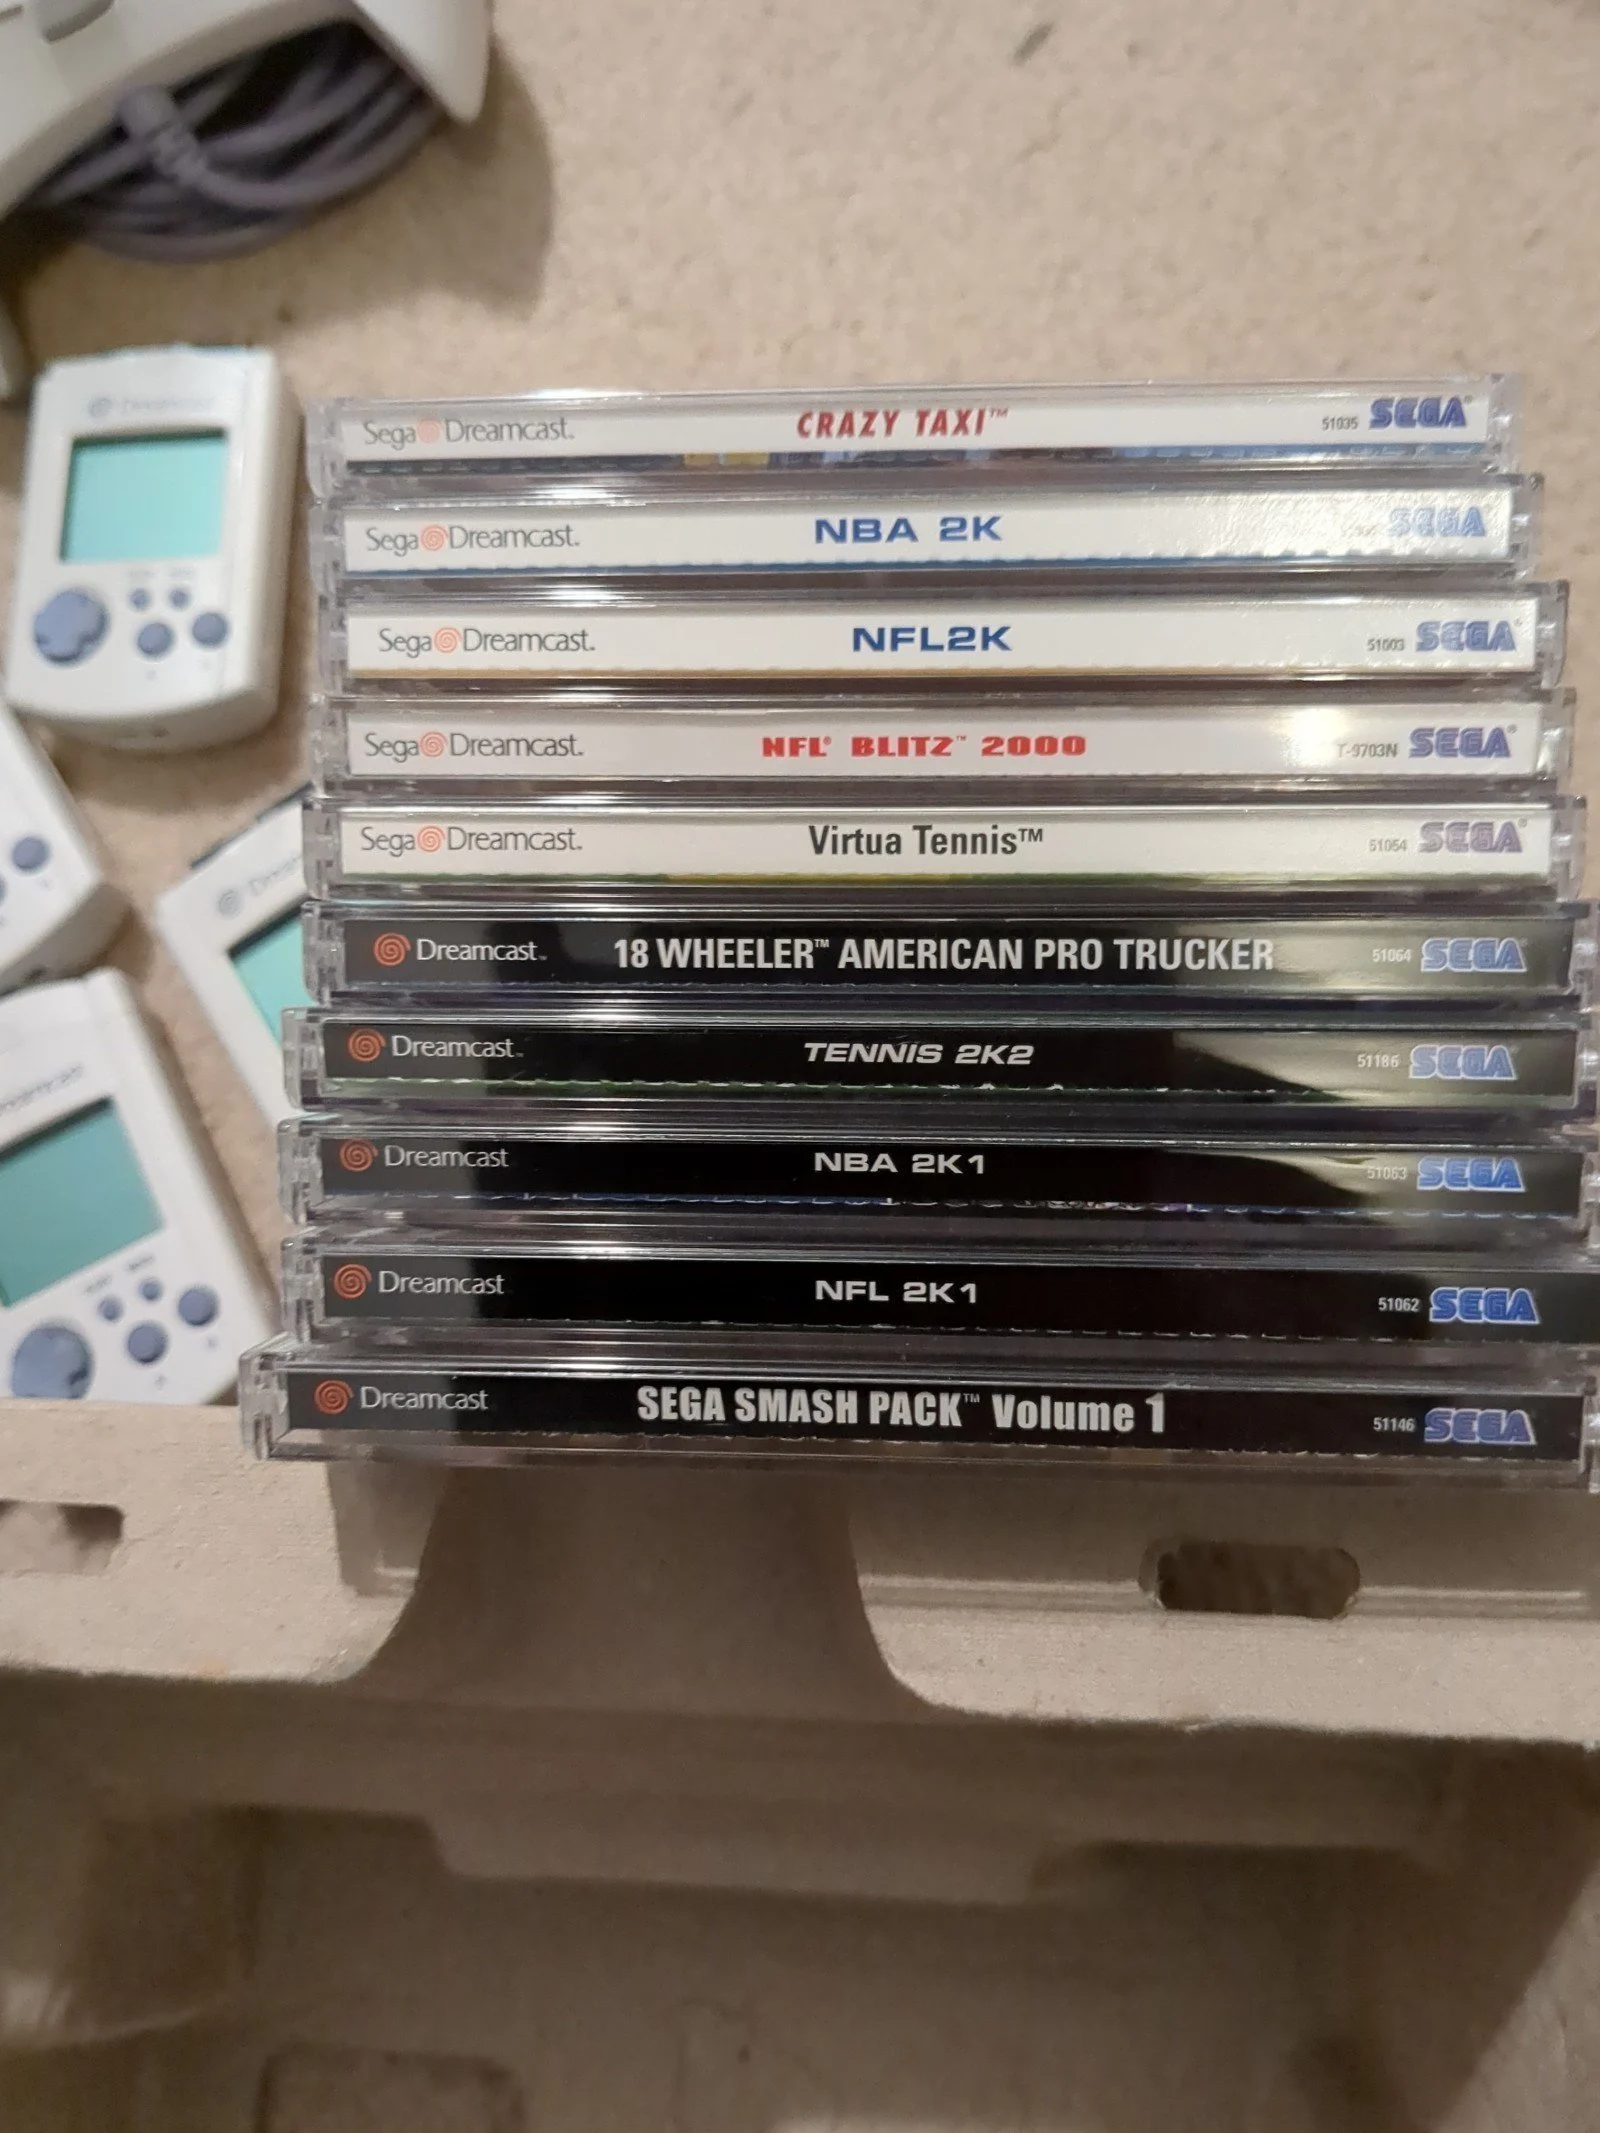 Sega Dreamcast. CRAZY TAXI™ 51035 SEGA®
Sega Dreamcast. NBA 2K SEGA
Sega Dreamcast. NFL2K 51003 SEGA®
Sega Dreamcast. NFL® BLITZ™ 2000 T-9703N SEGA®
Sega Dreamcast. Virtua Tennis™ 51054 SEGA®
Dreamcast™ 18 WHEELER™ AMERICAN PRO TRUCKER 51064 SEGA®
Dreamcast™ TENNIS 2K2 51186 SEGA
Dreamcast NBA 2K1 51063 SEGA
Dreamcast NFL 2K1 51062 SEGA
Dreamcast SEGA SMASH PACK™ Volume 1 51146 SEGA
Dreamcast